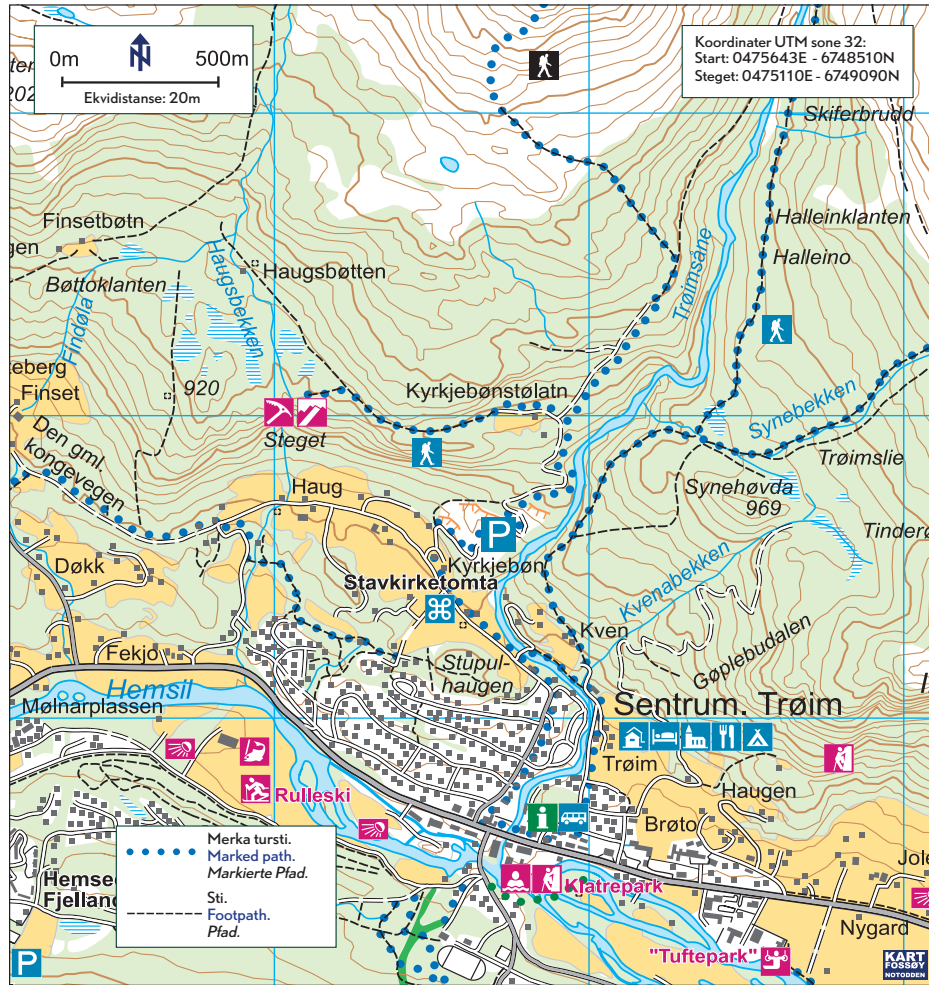 0m
500m
Ekvidistanse: 20m
Koordinater UTM sone 32:
Start: 0475643E - 6748510N
Steget: 0475110E - 6749090N
Skiferbrudd
Finsetbøtn
Halleinklanten
Halleino
Trøimsåne
Haugsbøtten
Bøttoklanten
Haugsbekken
Findøla
920
Finset
Kyrkjebønstølatn
Steget
Den gml.
kongevegen
Synebekken
Trøimslie
Synehøvda
969
Haug
Døkk
Kyrkjebøn
Stavkirketomta
P
Kvenabekken
Kven
Gøplebudalen
Stupul-
haugen
Fekjo
Hemsil
Mølnarplassen
Sentrum. Trøim
Trøim
Haugen
Rulleski
Brøto
i
Merka tursti.
Marked path.
Markierte Pfad.
Sti.
Footpath.
Pfad.
Klatrepark
Nygard
"Tuftepark"
P
KART
FOSSØY
NOTODDEN